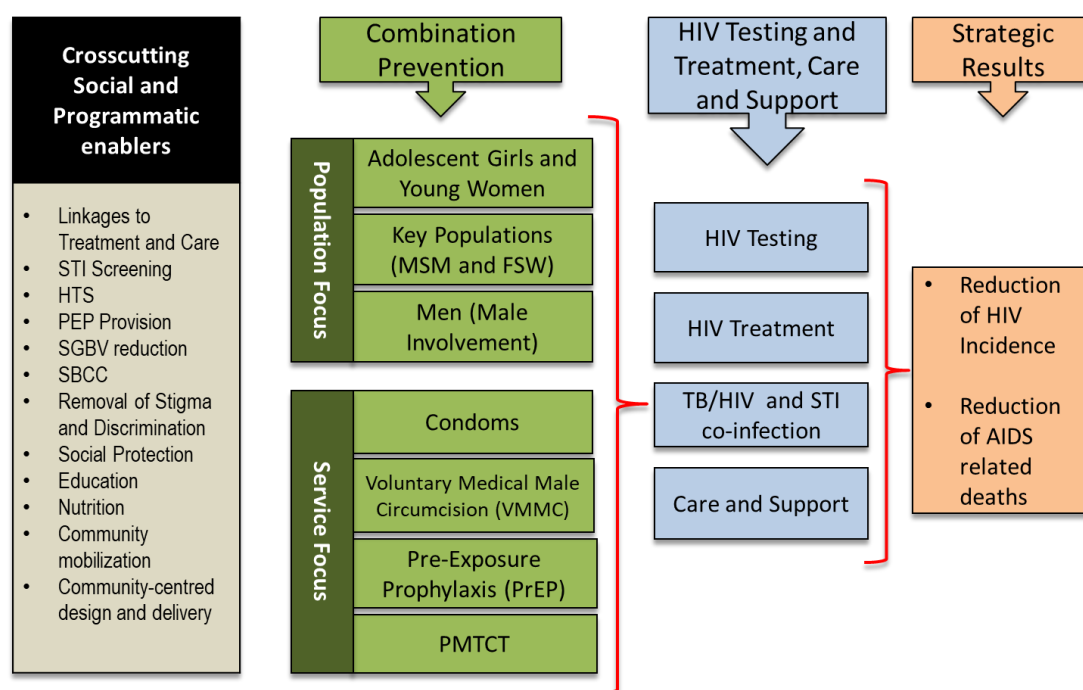 Crosscutting
Social and
Programmatic
enablers
• Linkages to
Treatment and Care
• STI Screening
• HTS
• PEP Provision
• SGBV reduction
• SBCC
• Removal of Stigma
and Discrimination
• Social Protection
• Education
• Nutrition
• Community
mobilization
• Community-centred
design and delivery
Combination
Prevention
Population Focus
Adolescent Girls and
Young Women
Key Populations
(MSM and FSW)
Men (Male
Involvement)
Service Focus
Condoms
Voluntary Medical Male
Circumcision (VMMC)
Pre-Exposure
Prophylaxis (PrEP)
PMTCT
HIV Testing and
Treatment, Care
and Support
HIV Testing
HIV Treatment
TB/HIV and STI
co-infection
Care and Support
Strategic
Results
• Reduction
of HIV
Incidence
• Reduction
of AIDS
related
deaths